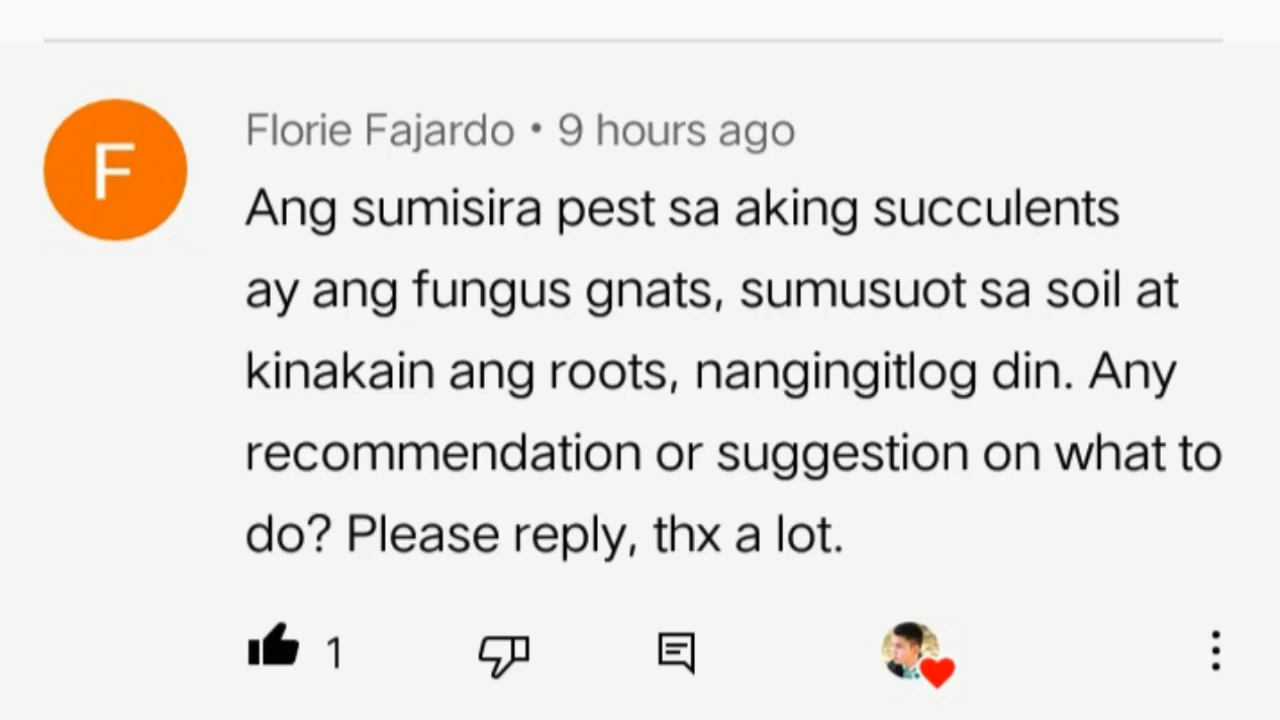 F
Florie Fajardo • 9 hours ago
Ang sumisira pest sa aking succulents
ay ang fungus gnats, sumusuot sa soil at
kinakain ang roots, nangingitlog din. Any
recommendation or suggestion on what to
do? Please reply, thx a lot.
1